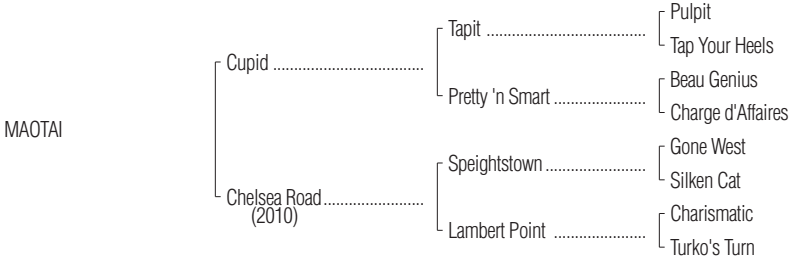 MAOTAI
Cupid ..................................
Chelsea Road.......................
(2010)
Tapit ......................................
Pretty 'n Smart .....................
Speightstown.......................
Lambert Point .....................
Pulpit
Tap Your Heels
Beau Genius
Charge d'Affaires
Gone West
Silken Cat
Charismatic
Turko's Turn